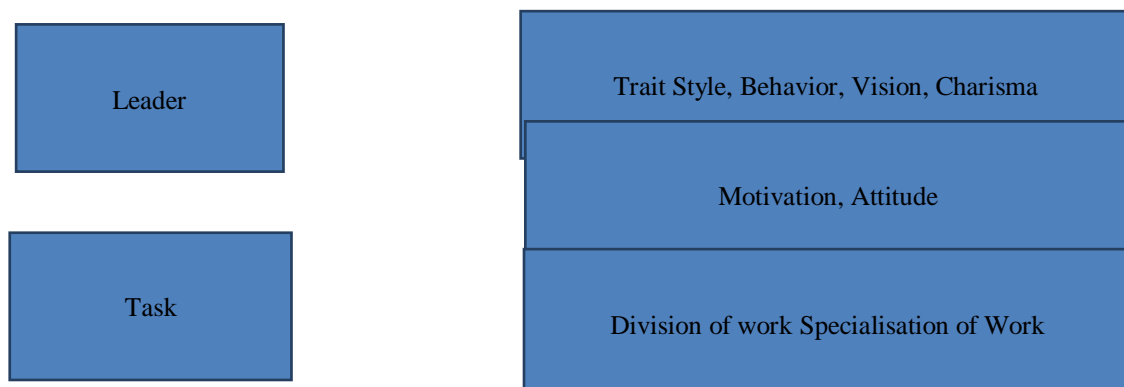 Leader
Trait Style, Behavior, Vision, Charisma
Motivation, Attitude
Task
Division of work Specialisation of Work